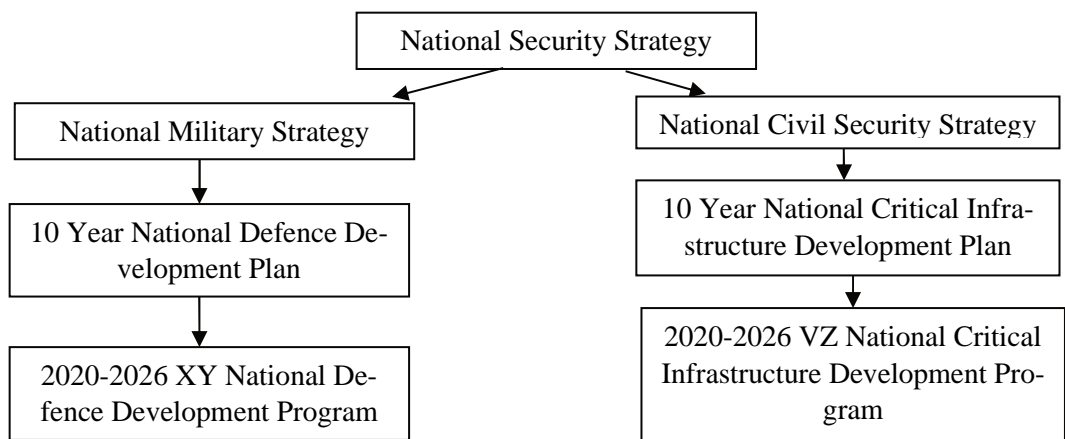 National Security Strategy
National Military Strategy
National Civil Security Strategy
10 Year National Defence De-
velopment Plan
10 Year National Critical Infra-
structure Development Plan
2020-2026 XY National De-
fence Development Program
2020-2026 VZ National Critical
Infrastructure Development Pro-
gram